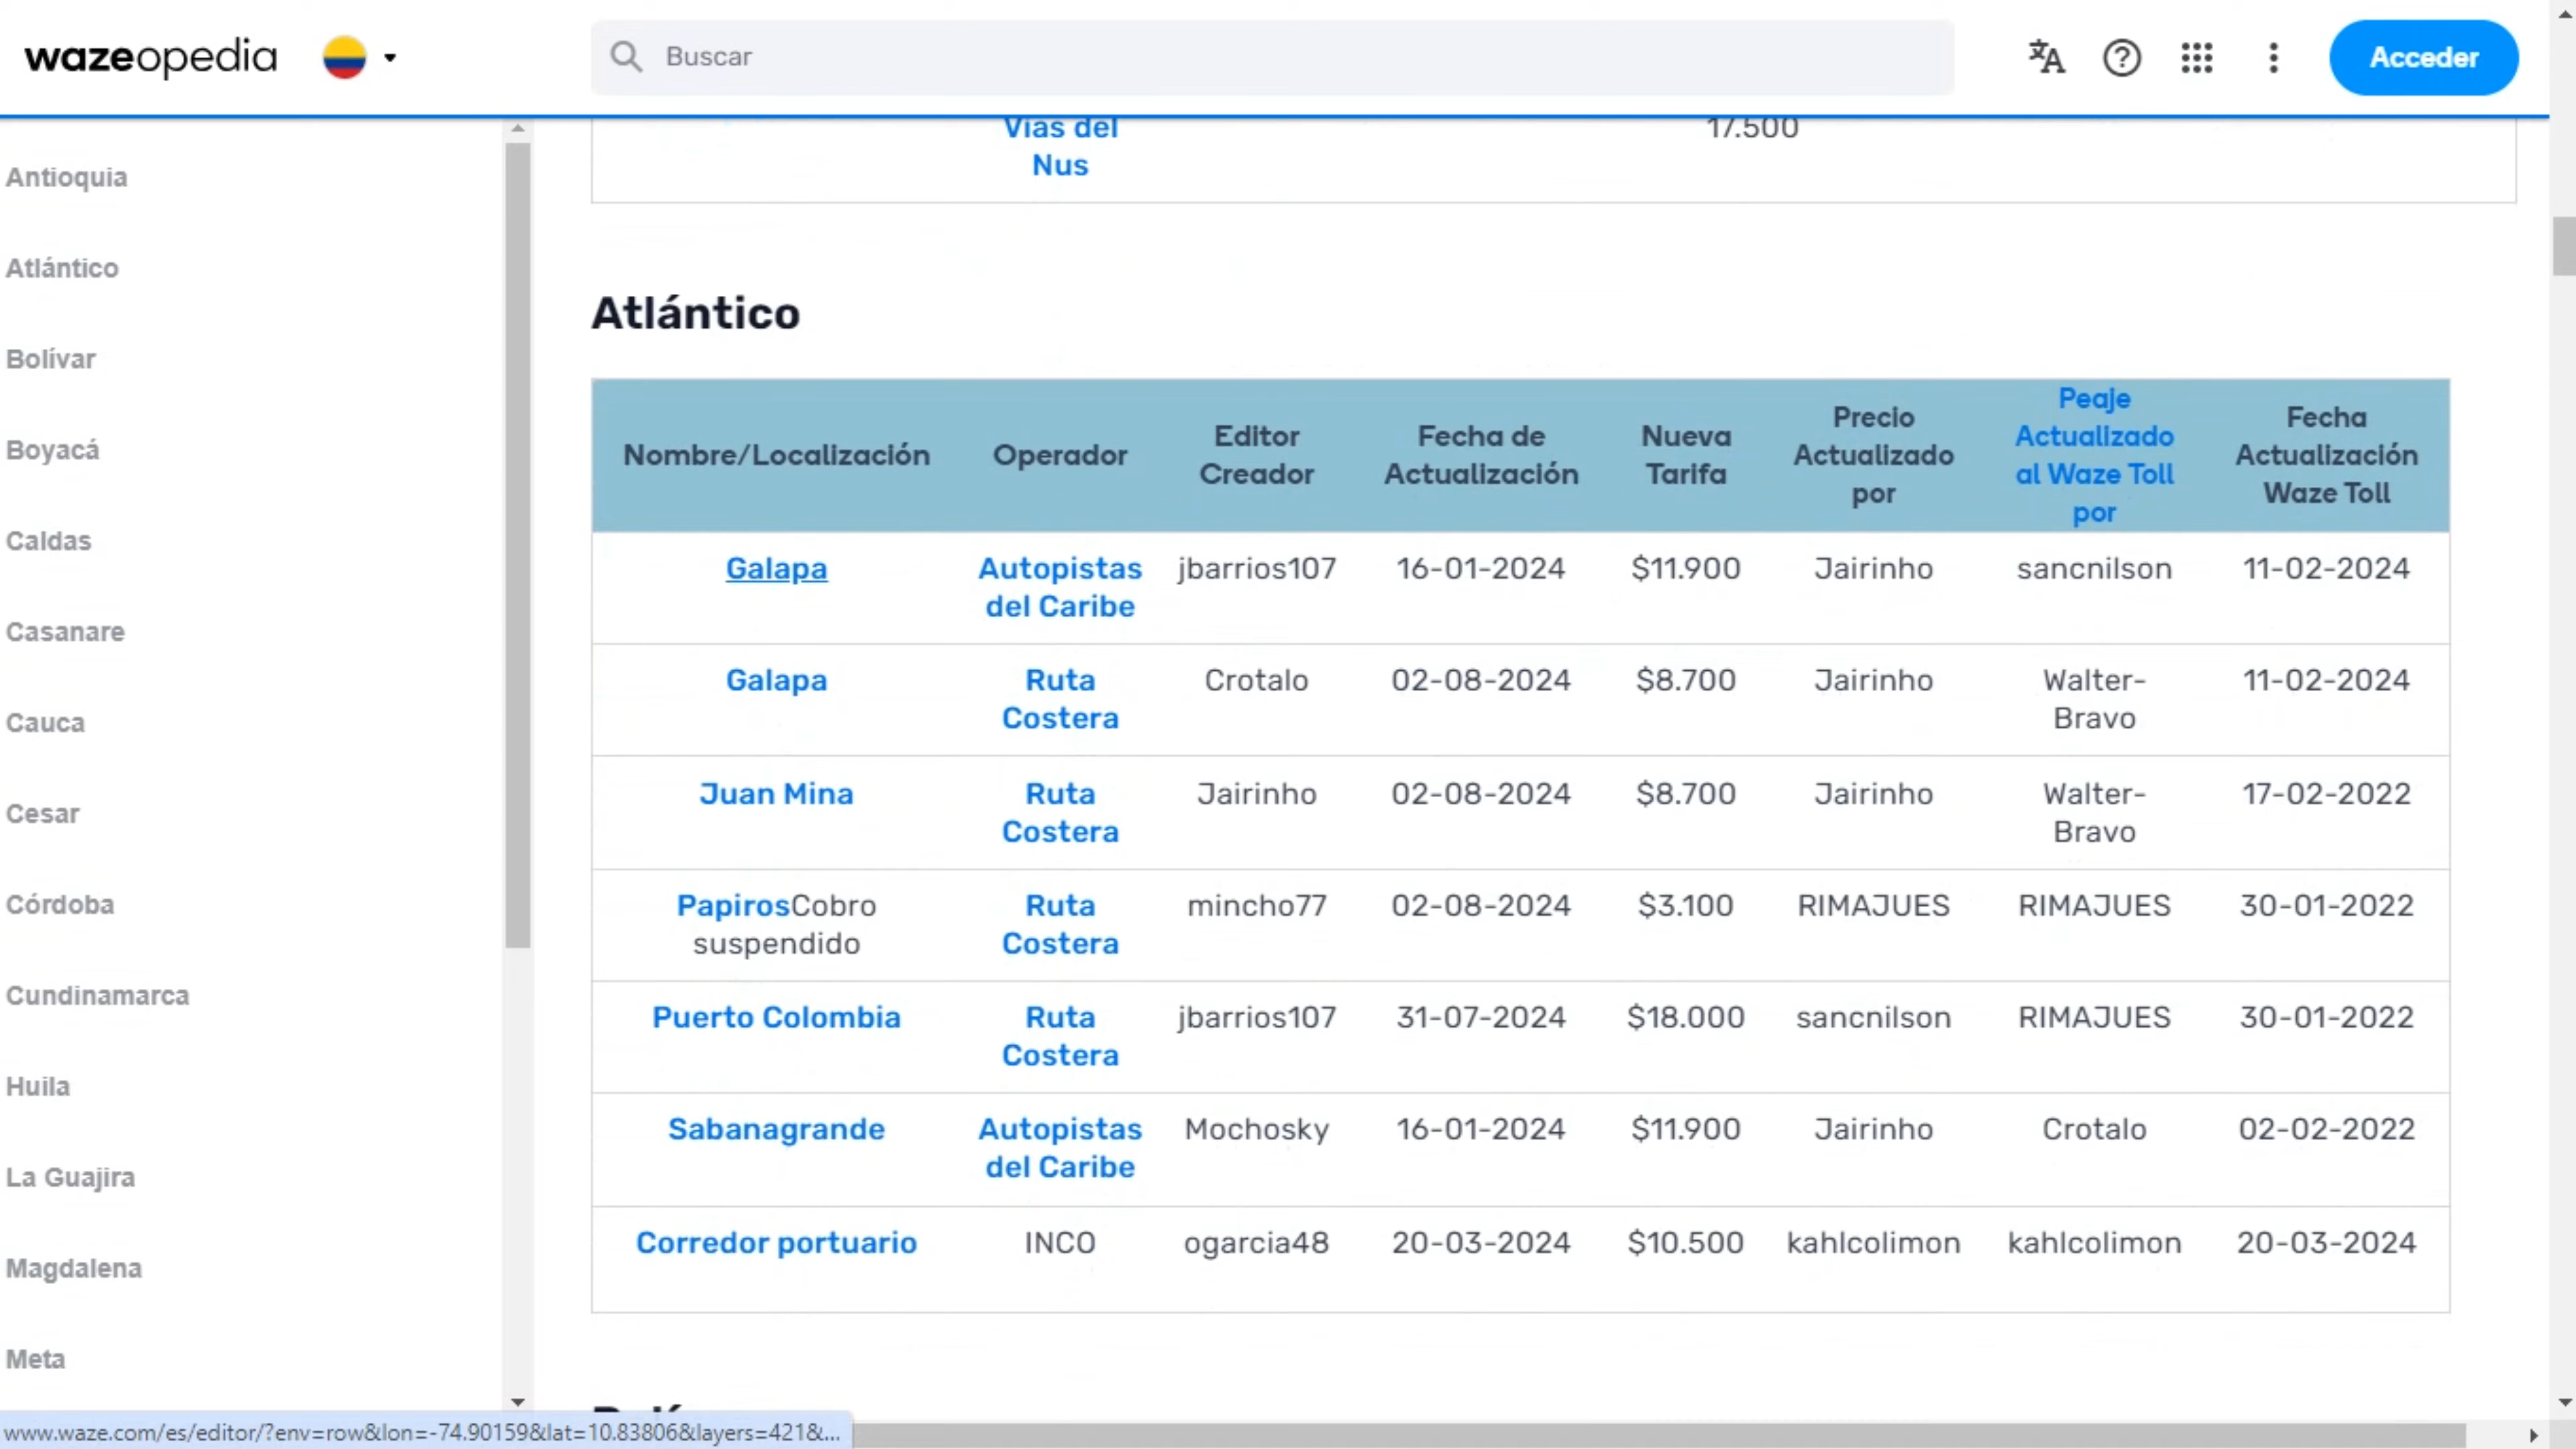 wazeopedia
Buscar
Acceder
Antioquia
Atlántico
Bolívar
Boyacá
Caldas
Casanare
Cauca
Cesar
Córdoba
Cundinamarca
Huila
La Guajira
Magdalena
Meta
Vías del
Nus
17.500
Atlántico
Nombre/Localización
Operador
Editor
Creador
Fecha de
Actualización
Nueva
Tarifa
Precio
Actualizado
por
Peaje
Actualizado
al Waze Toll
por
Fecha
Actualización
Waze Toll
Galapa Autopistas jbarrios107 16-01-2024 $11.900 Jairinho sancnilson 11-02-2024
del Caribe
Galapa Ruta Crotalo 02-08-2024 $8.700 Jairinho Walter- 11-02-2024
Costera Bravo
Juan Mina Ruta Jairinho 02-08-2024 $8.700 Jairinho Walter- 17-02-2022
Costera Bravo
PapirosCobro Ruta mincho77 02-08-2024 $3.100 RIMAJUES RIMAJUES 30-01-2022
suspendido Costera
Puerto Colombia Ruta jbarrios107 31-07-2024 $18.000 sancnilson RIMAJUES 30-01-2022
Costera
Sabanagrande Autopistas Mochosky 16-01-2024 $11.900 Jairinho Crotalo 02-02-2022
del Caribe
Corredor portuario INCO ogarcia48 20-03-2024 $10.500 kahlcolimon kahlcolimon 20-03-2024
www.waze.com/es/editor/?env=row&lon=-74.90159&lat=10.83806&layers=421&...